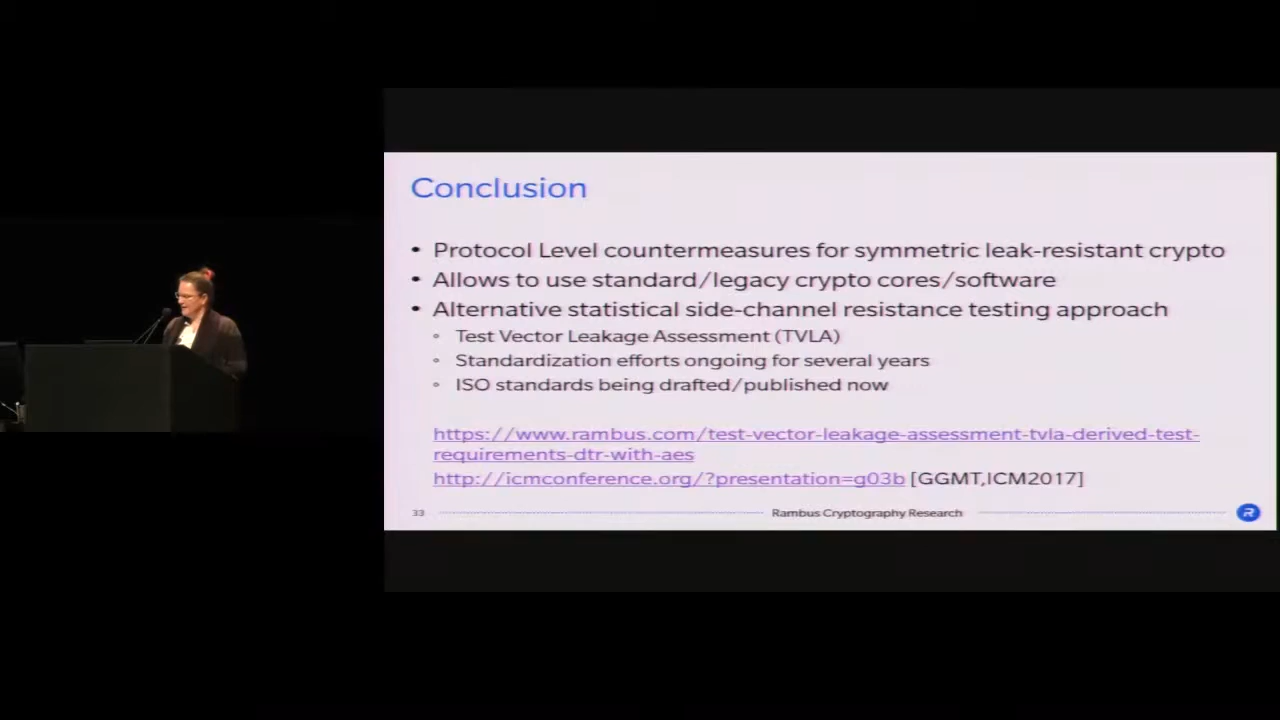 Conclusion
• Protocol Level countermeasures for symmetric leak-resistant crypto
• Allows to use standard/legacy crypto cores/software
• Alternative statistical side-channel resistance testing approach
◦ Test Vector Leakage Assessment (TVLA)
◦ Standardization efforts ongoing for several years
◦ ISO standards being drafted/published now
https://www.rambus.com/test-vector-leakage-assessment-tvla-derived-test-
requirements-dtr-with-aes
http://icmconference.org/?presentation=g03b [GGMT,ICM2017]
33 Rambus Cryptography Research R